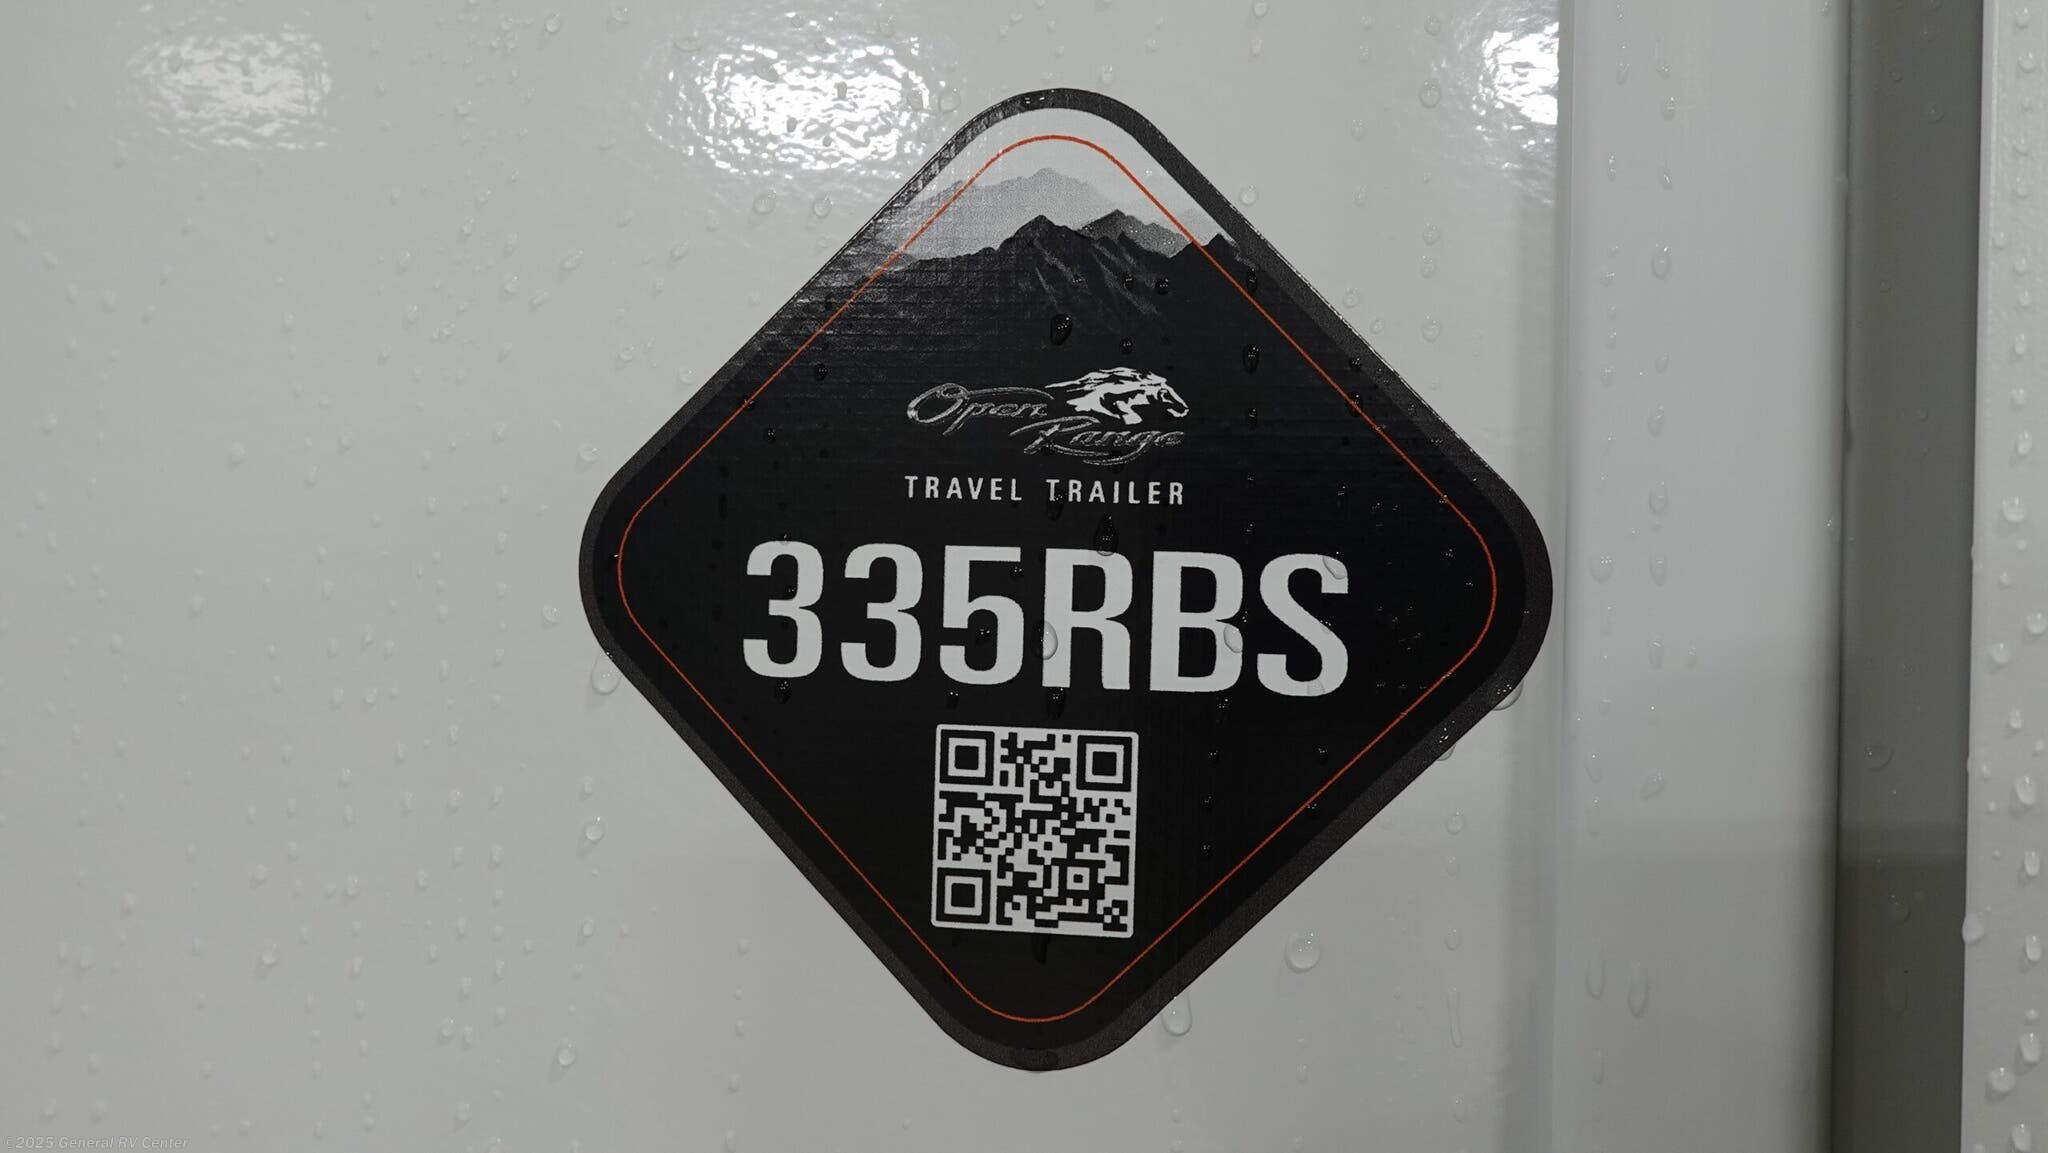 Open
Range
TRAVEL TRAILER
335RBS
©2025 General RV Center